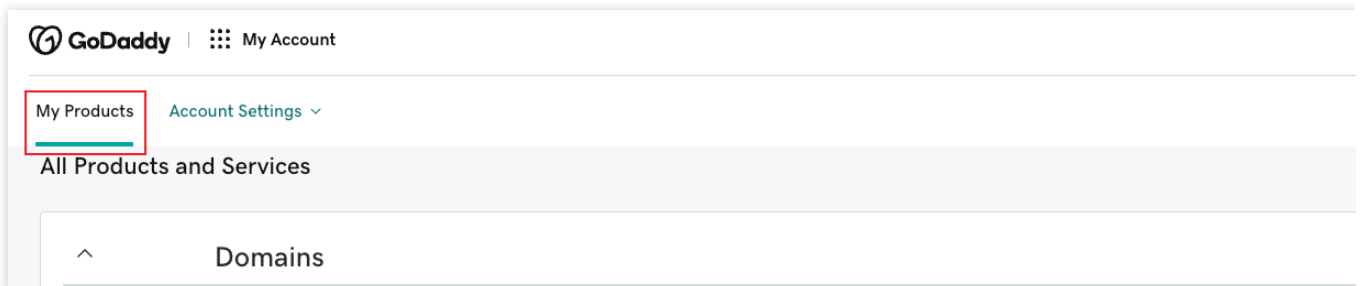 GoDaddy My Account
My Products Account Settings
All Products and Services
Domains